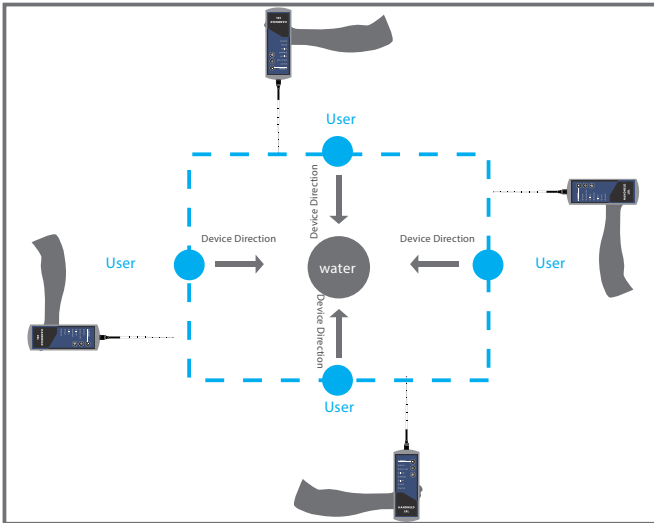 User
Device Direction
Device Direction
Device Direction
User
User
water
Device Direction
User